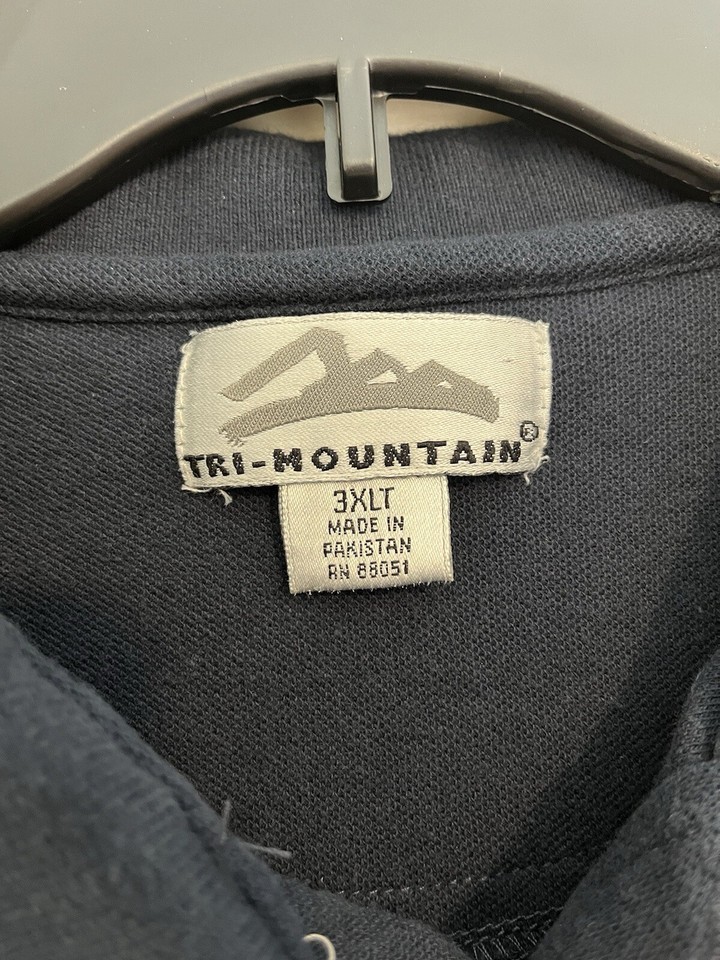 TRI-MOUNTAIN®
3XLT
MADE IN
PAKISTAN
RN 88051